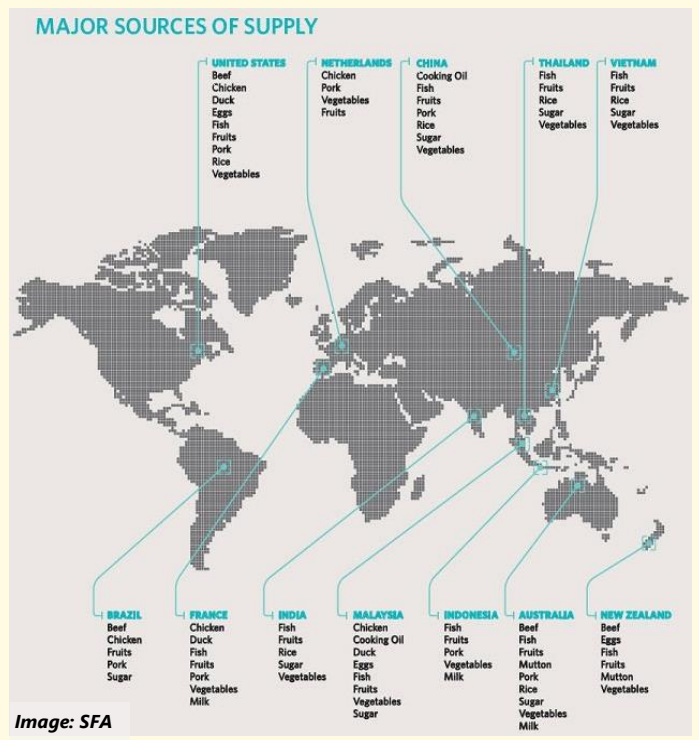 MAJOR SOURCES OF SUPPLY
UNITED STATES
Beef
Chicken
Duck
Eggs
Fish
Fruits
Pork
Rice
Vegetables
NETHERLANDS
Chicken
Pork
Vegetables
Fruits
CHINA
Cooking Oil
Fish
Fruits
Pork
Rice
Sugar
Vegetables
THAILAND
Fish
Fruits
Rice
Sugar
Vegetables
VIETNAM
Fish
Fruits
Rice
Sugar
Vegetables
BRAZIL
Beef
Chicken
Fruits
Pork
Sugar
FRANCE
Chicken
Duck
Fish
Fruits
Pork
Vegetables
Milk
INDIA
Fish
Fruits
Rice
Sugar
Vegetables
MALAYSIA
Chicken
Cooking Oil
Duck
Eggs
Fish
Fruits
Vegetables
Sugar
INDONESIA
Fish
Fruits
Pork
Vegetables
Milk
AUSTRALIA
Beef
Fish
Fruits
Mutton
Pork
Rice
Sugar
Vegetables
Milk
NEW ZEALAND
Beef
Eggs
Fish
Fruits
Mutton
Vegetables
Image: SFA